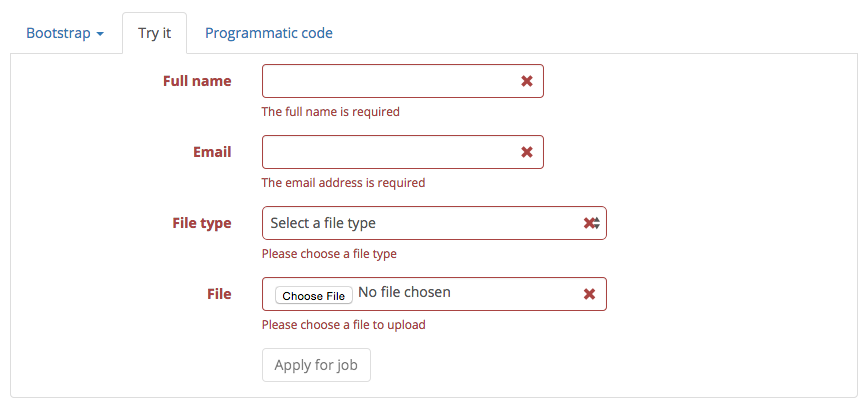 Bootstrap Try it Programmatic code
Full name
The full name is required
Email
The email address is required
File type Select a file type
Please choose a file type
File Choose File No file chosen
Please choose a file to upload
Apply for job